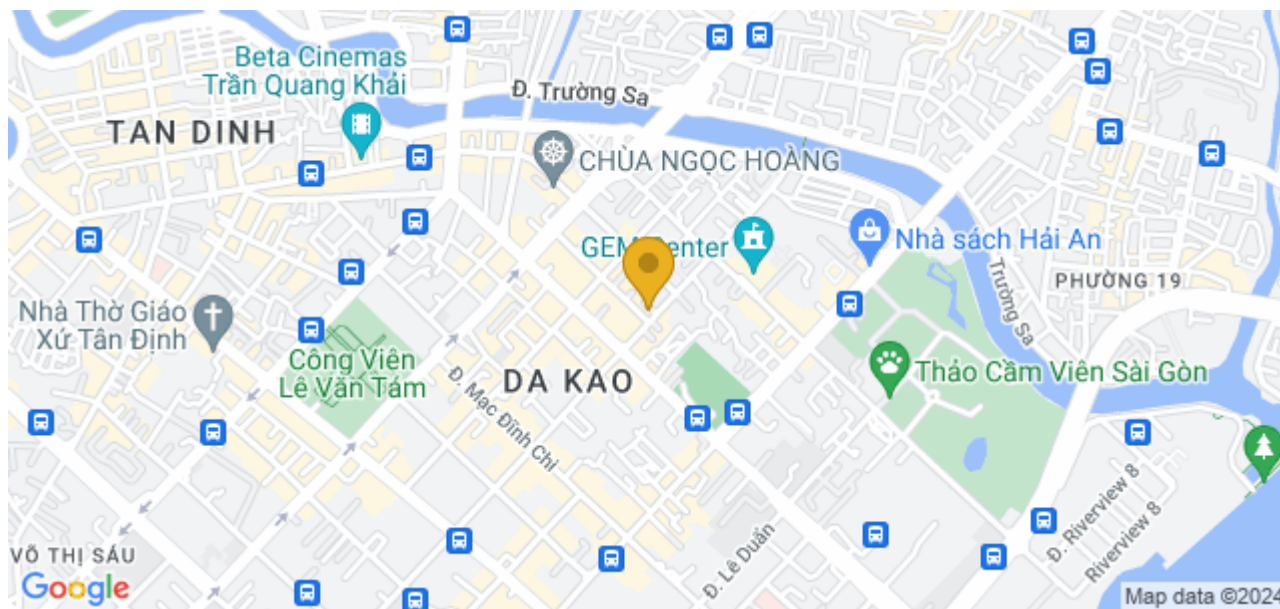 Beta Cinemas
Trần Quang Khải
Đ. Trường Sa
TAN DINH
CHÙA NGỌC HOÀNG
GEM Center
Nhà sách Hải An
Trường Sa
PHƯỜNG 19
Nhà Thờ Giáo
Xứ Tân Định
Công Viên
Lê Văn Tám
DA KAO
Thảo Cầm Viên Sài Gòn
Đ. Mạc Đĩnh Chi
Đ. Riverview 8
Riverview 8
Đ. Lê Duẩn
VÕ THỊ SÁU
Google
Map data ©2024